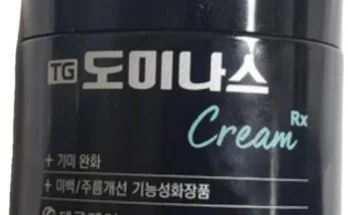 TG 도미나스
Cream Rx
+ 기미 완화
+ 미백/주름개선 기능성화장품